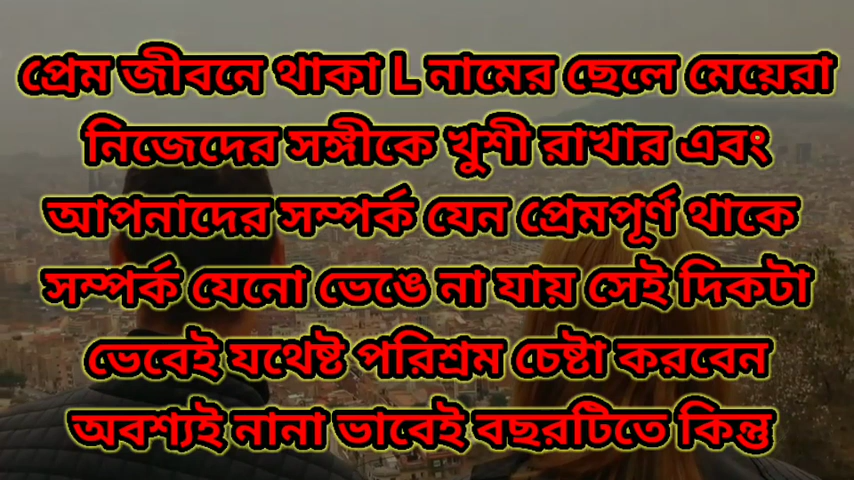 প্রেম জীবনে থাকা L নামের ছেলে মেয়েরা
নিজেদের সঙ্গীকে খুশী রাখার এবং
আপনাদের সম্পর্ক যেন প্রেমপূর্ণ থাকে
সম্পর্ক যেনো ভেঙে না যায় সেই দিকটা
ভেবেই যথেষ্ট পরিশ্রম চেষ্টা করবেন
অবশ্যই নানা ভাবেই বছরটিতে কিন্তু